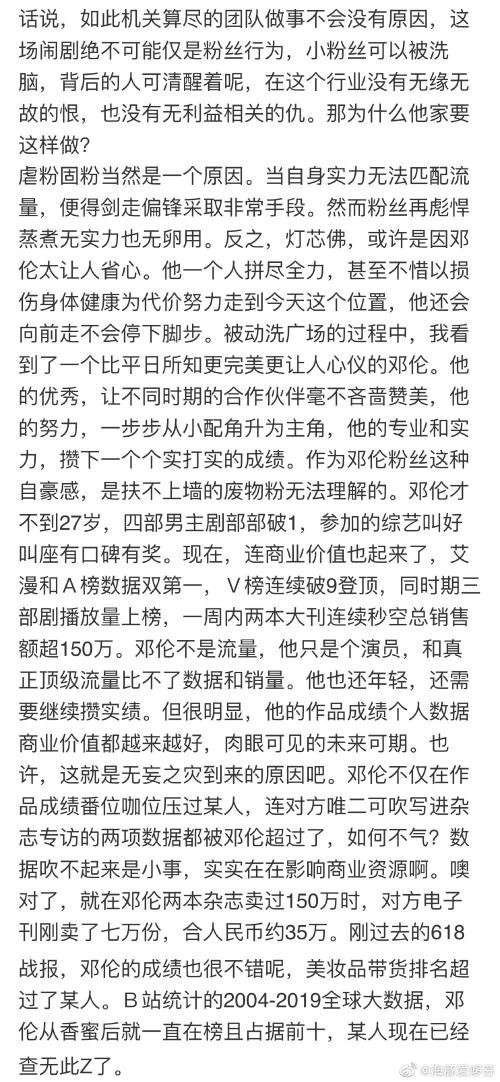 话说，如此机关算尽的团队做事不会没有原因，这
场闹剧绝不可能仅是粉丝行为，小粉丝可以被洗
脑，背后的人可清醒着呢，在这个行业没有无缘无
故的恨，也没有无利益相关的仇。那为什么他家要
这样做？
虐粉固粉当然是一个原因。当自身实力无法匹配流
量，便得剑走偏锋采取非常手段。然而粉丝再彪悍
蒸煮无实力也无卵用。反之，灯芯佛，或许是因邓
伦太让人省心。他一个人拼尽全力，甚至不惜以损
伤身体健康为代价努力走到今天这个位置，他还会
向前走不会停下脚步。被动洗广场的过程中，我看
到了一个比平日所知更完美更让人心仪的邓伦。他
的优秀，让不同时期的合作伙伴毫不吝啬赞美，他
的努力，一步步从小配角升为主角，他的专业和实
力，攒下一个个实打实的成绩。作为邓伦粉丝这种
自豪感，是扶不上墙的废物粉无法理解的。邓伦才
不到27岁，四部男主剧部部破1，参加的综艺叫好
叫座有口碑有奖。现在，连商业价值也起来了，艾
漫和A榜数据双第一，V榜连续破9登顶，同时期三
部剧播放量上榜，一周内两本大刊连续秒空总销售
额超150万。邓伦不是流量，他只是个演员，和真
正顶级流量比不了数据和销量。他也还年轻，还需
要继续攒实绩。但很明显，他的作品成绩个人数据
商业价值都越来越好，肉眼可见的未来可期。也
许，这就是无妄之灾到来的原因吧。邓伦不仅在作
品成绩番位咖位压过某人，连对方唯二可吹写进杂
志专访的两项数据都被邓伦超过了，如何不气？数
据吹不起来是小事，实实在在影响商业资源啊。噢
对了，就在邓伦两本杂志卖过150万时，对方电子
刊刚卖了七万份，合人民币约35万。刚过去的618
战报，邓伦的成绩也很不错呢，美妆品带货排名超
过了某人。B站统计的2004-2019全球大数据，邓
伦从香蜜后就一直在榜且占据前十，某人现在已经
查无此Z了。